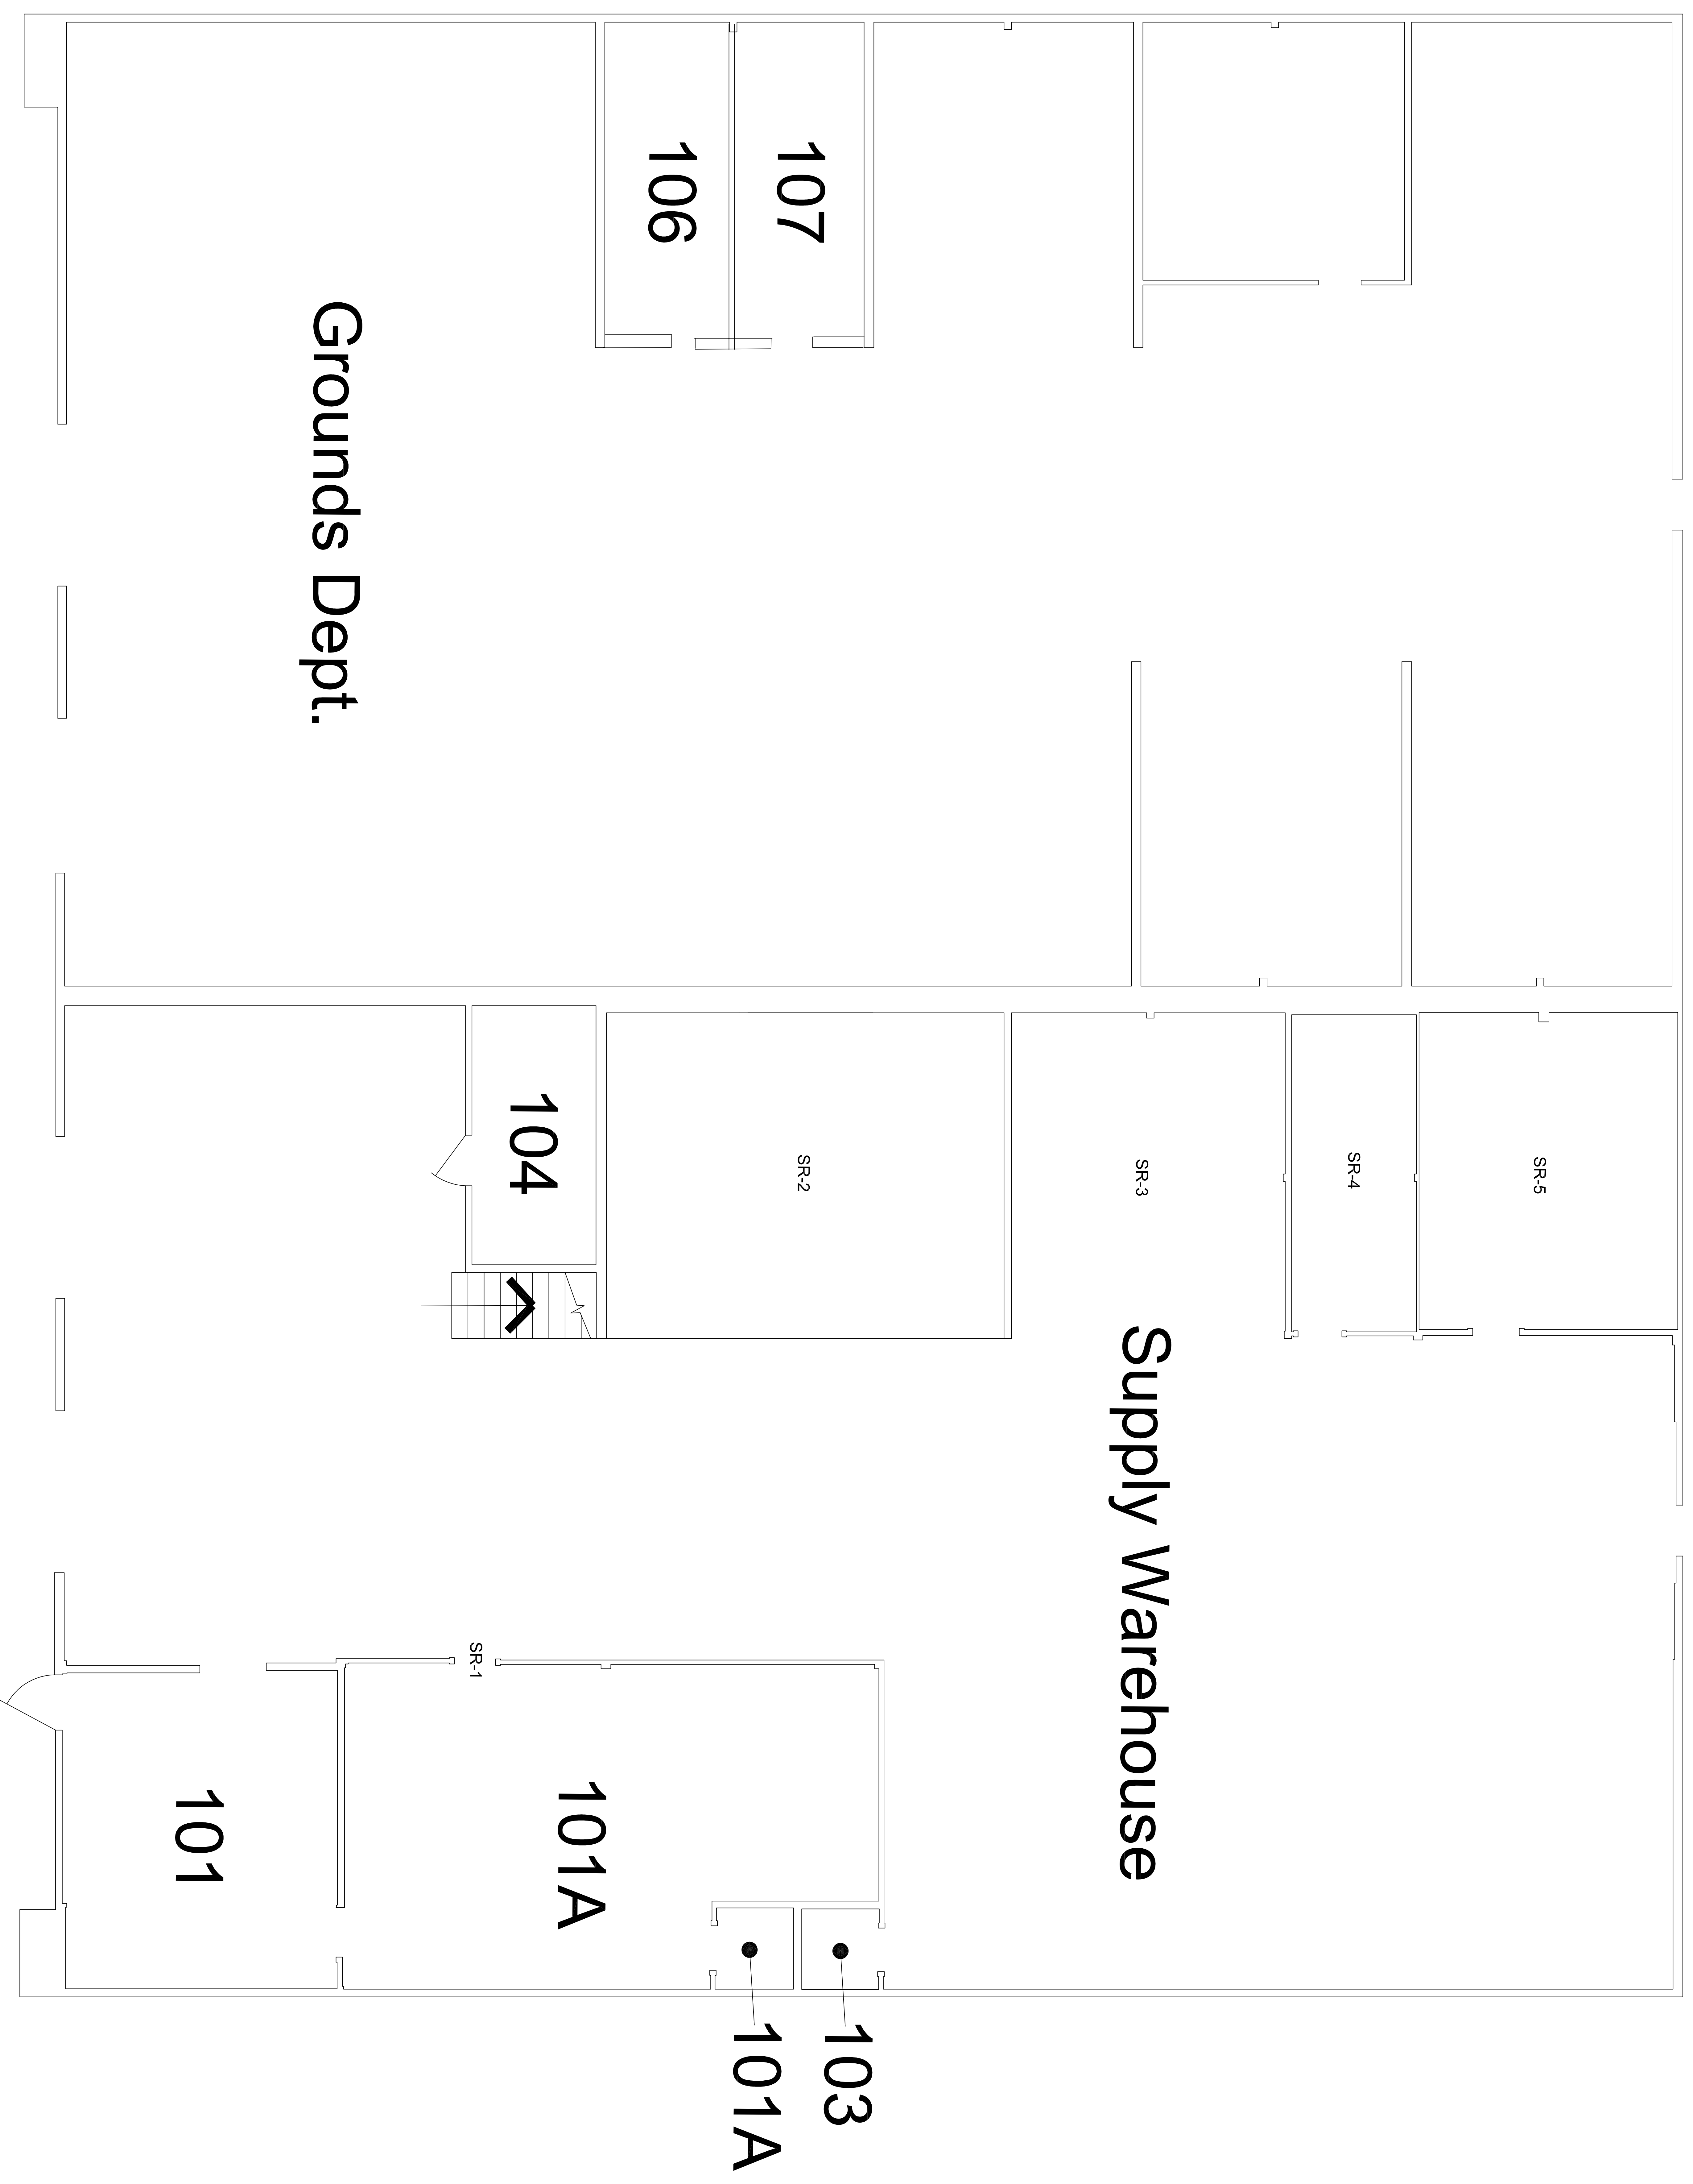 106
107
Grounds Dept.
104
SR-2
SR-3
SR-4
SR-5
Supply Warehouse
SR-1
101
101A
101A
103